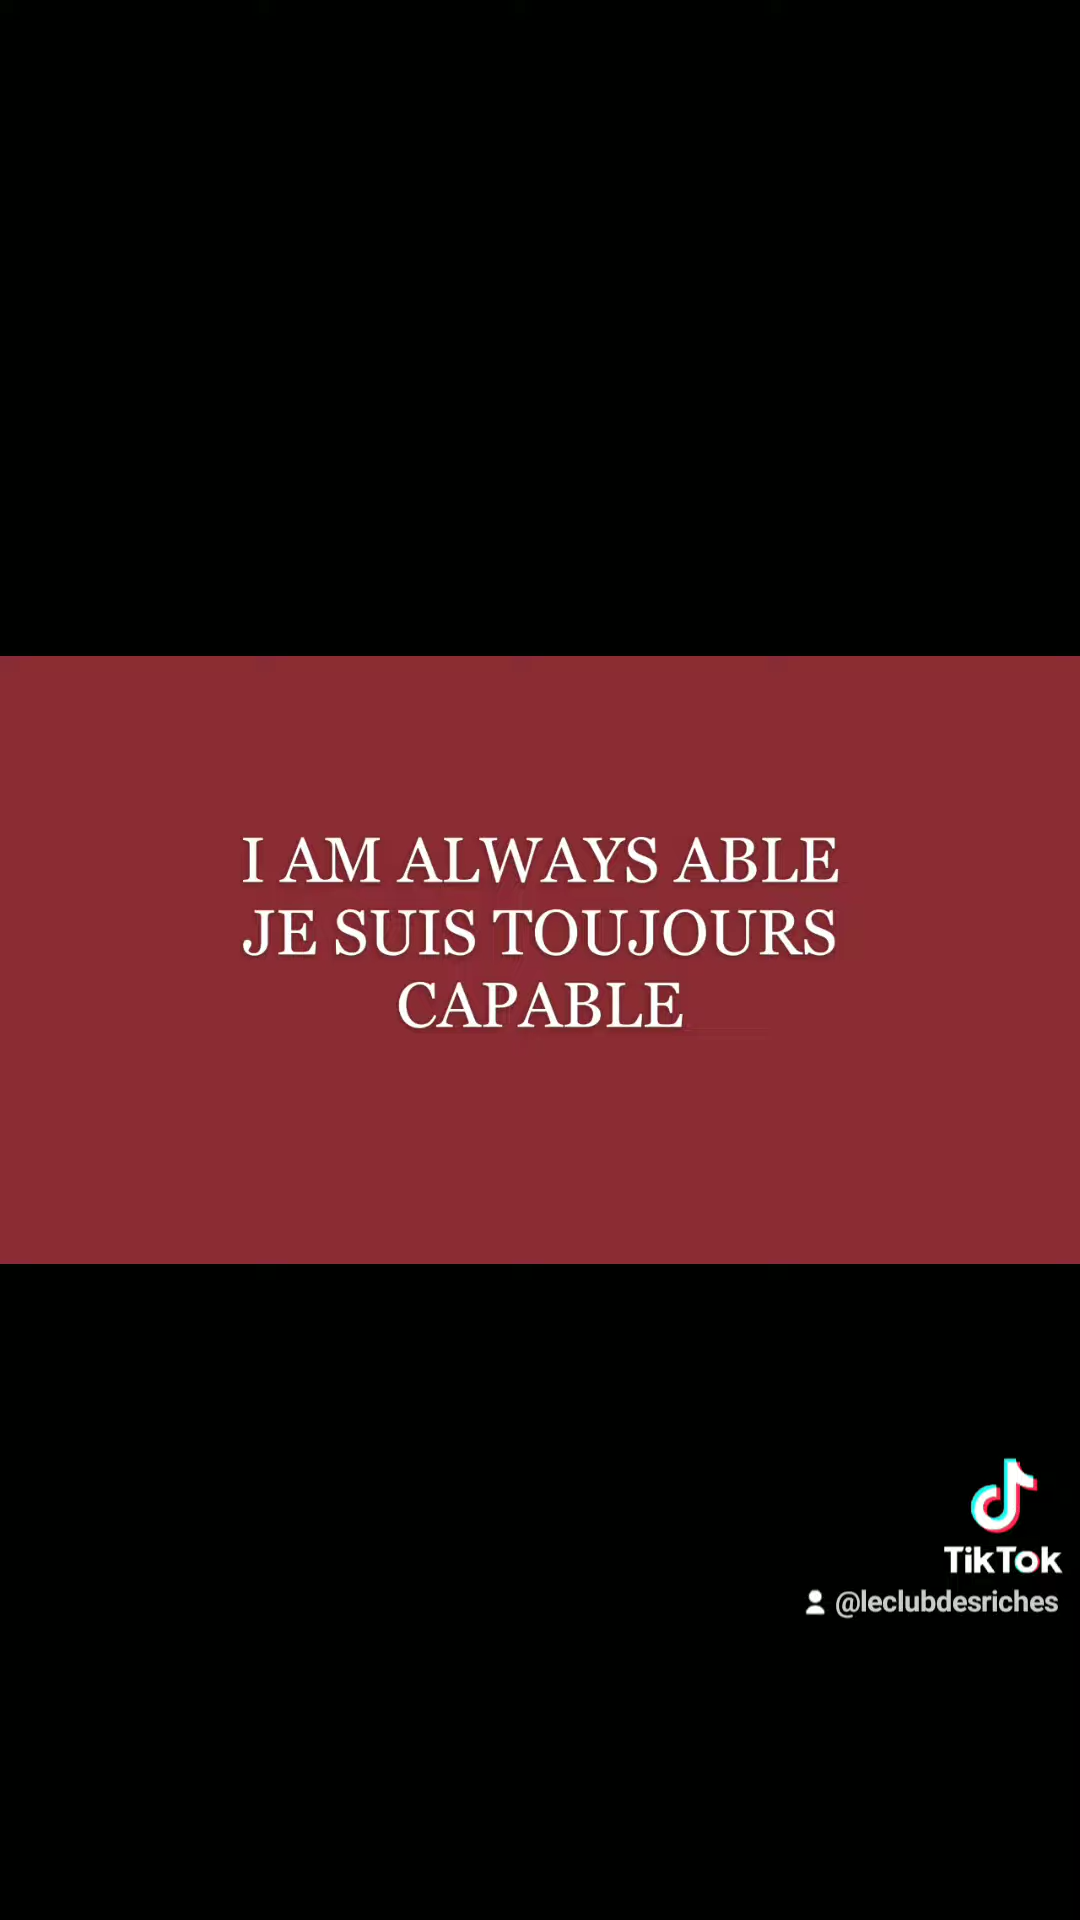 I AM ALWAYS ABLE
JE SUIS TOUJOURS
CAPABLE
TikTok
@leclubdesriches